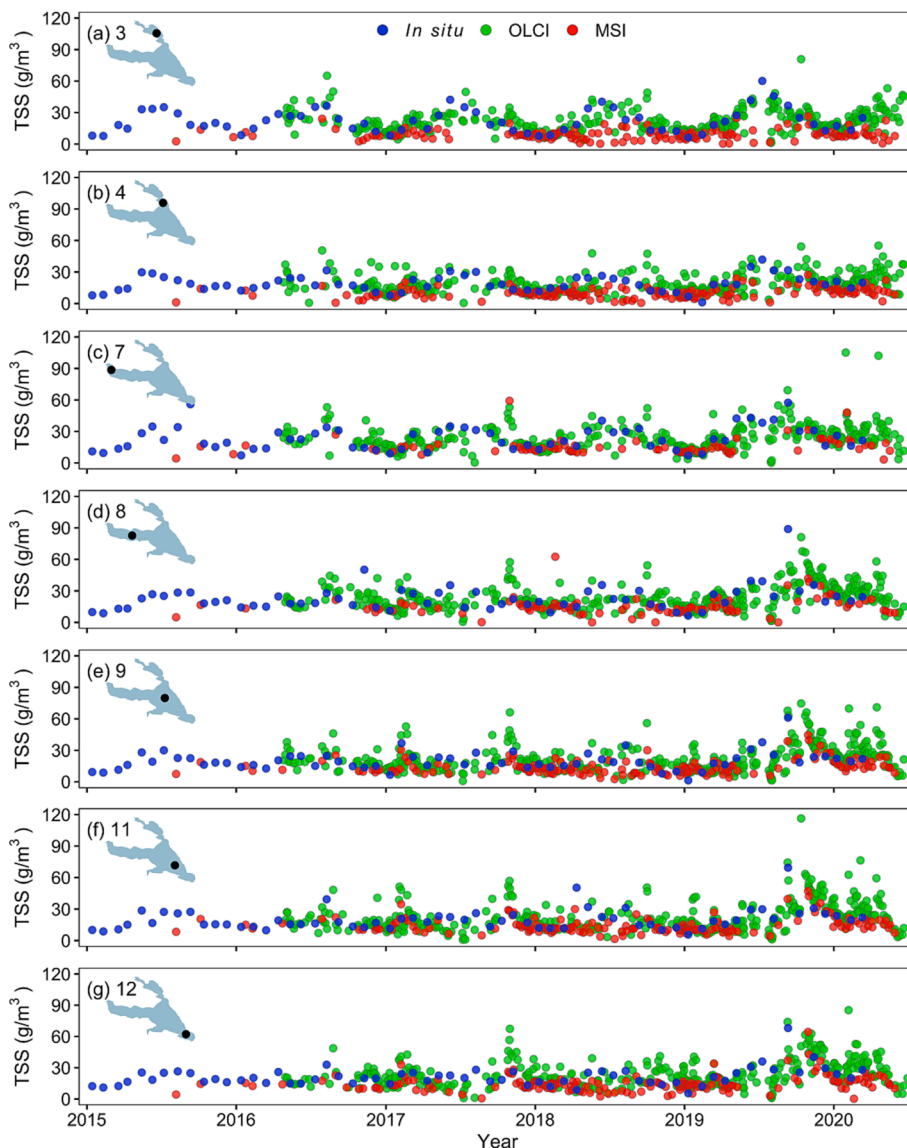 (a) 3
In situ OLCI MSI
TSS (g/m³ )
120
90
60
30
0
(b) 4
TSS (g/m³ )
120
90
60
30
0
(c) 7
TSS (g/m³ )
120
90
60
30
0
(d) 8
TSS (g/m³ )
120
90
60
30
0
(e) 9
TSS (g/m³ )
120
90
60
30
0
(f) 11
TSS (g/m³ )
120
90
60
30
0
(g) 12
TSS (g/m³ )
120
90
60
30
0
2015 2016 2017 2018 2019 2020
Year